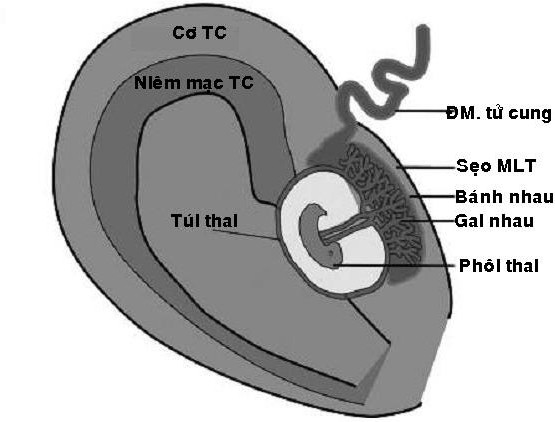 Cơ TC
Niêm mạc TC
ĐM. tử cung
Sẹo MLT
Bánh nhau
Gai nhau
Túi thai
Phôi thai